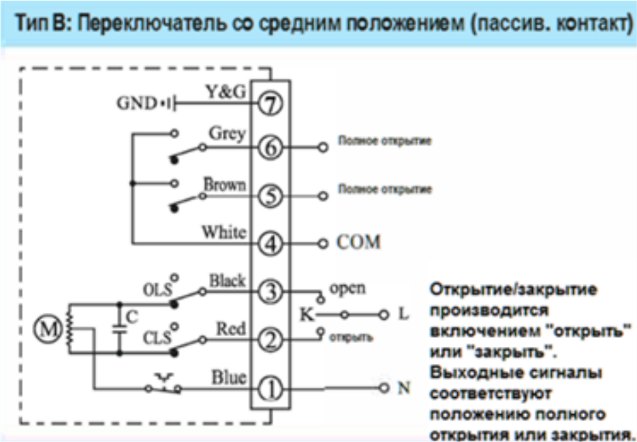 Тип B: Переключатель со средним положением (пассив. контакт)
GND Y&G 7
Grey 6 Полное открытие
Brown 5 Полное открытие
White 4 COM
OLS Black 3 open
M C K L
CLS Red 2 открыть
Blue 1 N
Открытие/закрытие
производится
включением "открыть"
или "закрыть".
Выходные сигналы
соответствуют
положению полного
открытия или закрытия.